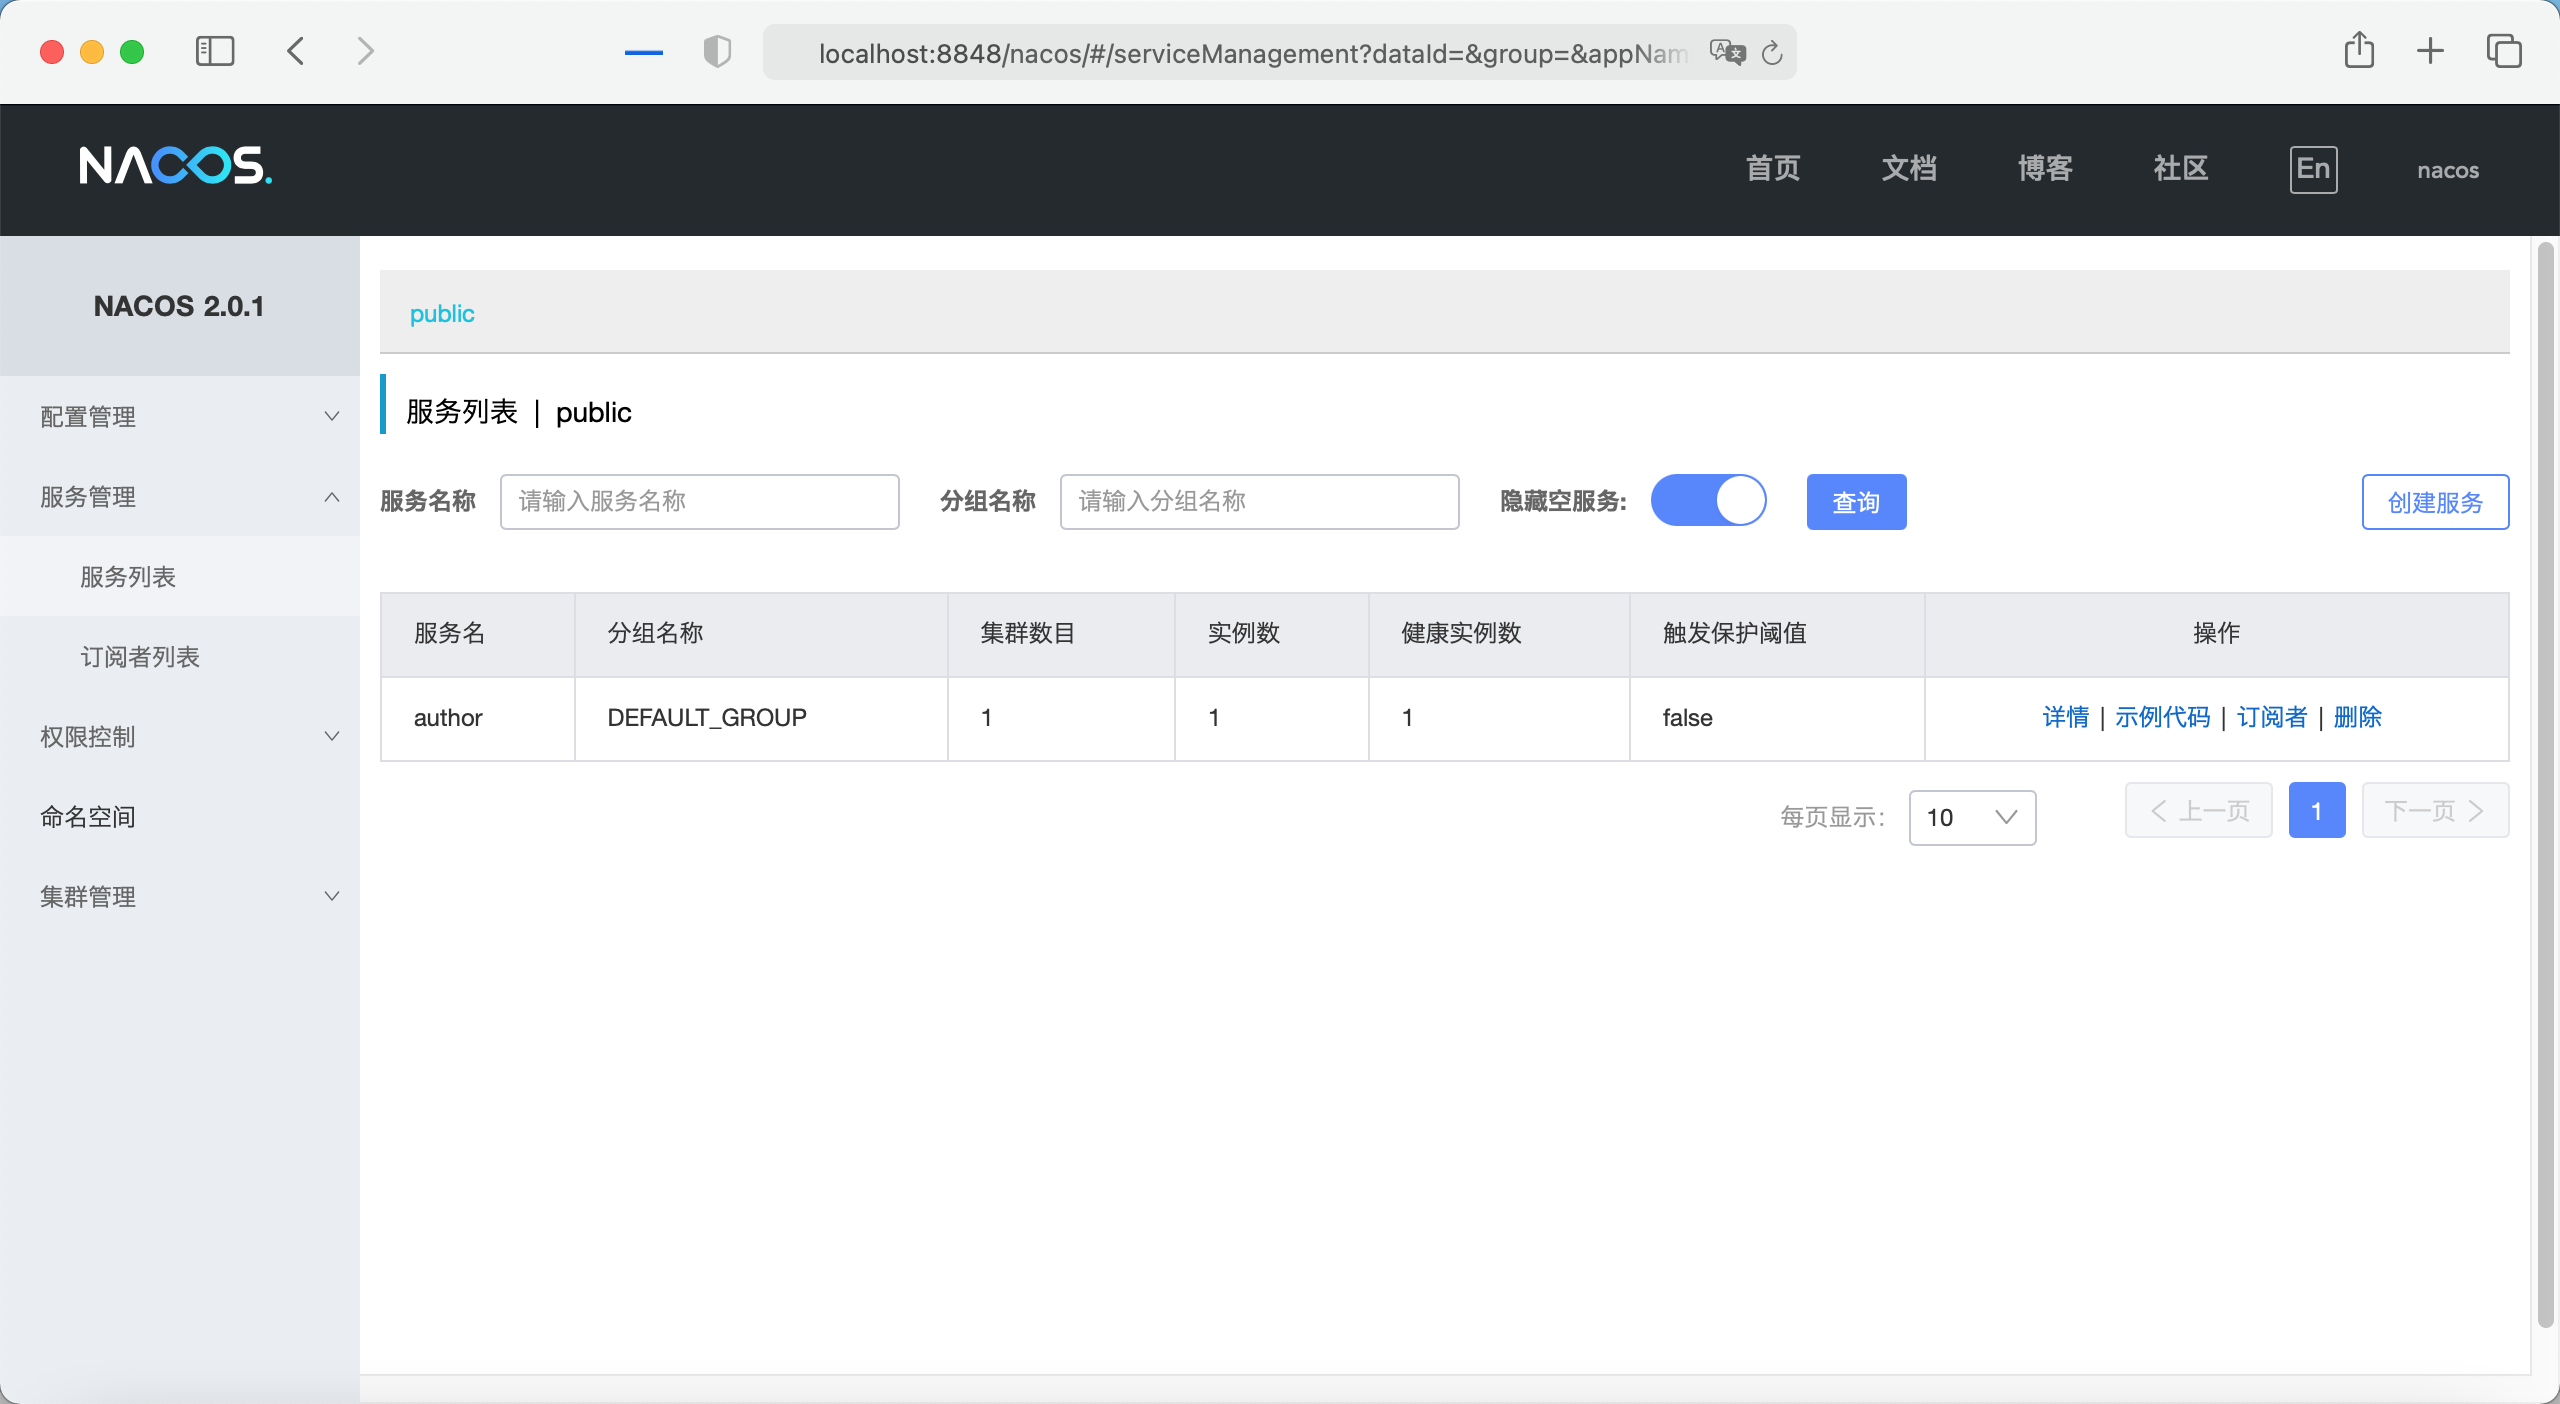 localhost:8848/nacos/#/serviceManagement?dataId=&group=&appNam
NACOS.
首页 文档 博客 社区 En nacos
NACOS 2.0.1
配置管理
服务管理
服务列表
订阅者列表
权限控制
命名空间
集群管理
public
服务列表 | public
服务名称 请输入服务名称 分组名称 请输入分组名称 隐藏空服务: 查询 创建服务
服务名 分组名称 集群数目 实例数 健康实例数 触发保护阈值 操作
author DEFAULT_GROUP 1 1 1 false 详情 | 示例代码 | 订阅者 | 删除
每页显示: 10 上一页 1 下一页